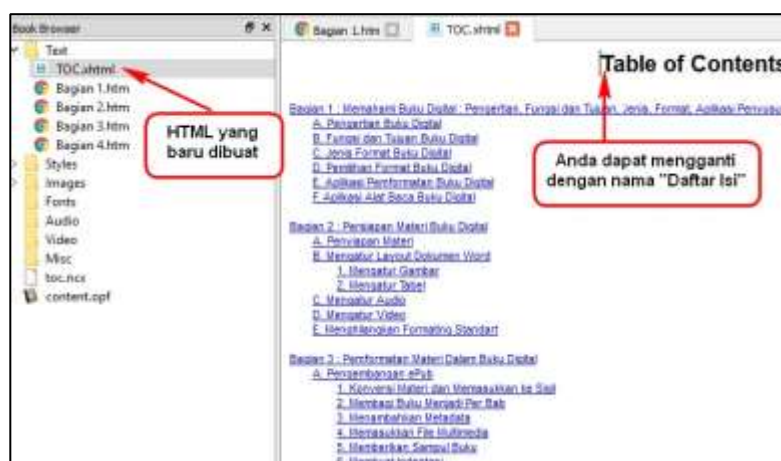 Book Browser
Text
TOC.xhtml
Bagian 1.htm
Bagian 2.htm
Bagian 3.htm
Bagian 4.htm
Styles
Images
Fonts
Audio
Video
Misc
toc.ncx
content.opf
HTML yang
baru dibuat
Bagian 1.htm
TOC.xhtml
Table of Contents
Bagian 1 : Memahami Buku Digital : Pengertian, Fungsi dan Tujuan, Jenis, Format, Aplikasi
A. Pengertian Buku Digital
B. Fungsi dan Tujuan Buku Digital
C. Jenis Format Buku Digital
D. Pemilihan Format Buku Digital
E. Aplikasi Pemformatan Buku Digital
F. Aplikasi Alat Baca Buku Digital
Anda dapat mengganti
dengan nama "Daftar Isi"
Bagian 2 : Persiapan Materi Buku Digital
A. Penyiapan Materi
B. Mengatur Layout Dokumen Word
1. Mengatur Gambar
2. Mengatur Tabel
C. Mengatur Audio
D. Mengatur Video
E. Menghilangkan Formating Standart
Bagian 3 : Pemformatan Materi Dalam Buku Digital
A. Pengembangan ePub
1. Konversi Materi dan Memasukkan ke Sigil
2. Membagi Buku Menjadi Per Bab
3. Menambahkan Metadata
4. Memasukkan File Multimedia
5. Memberikan Sampul Buku